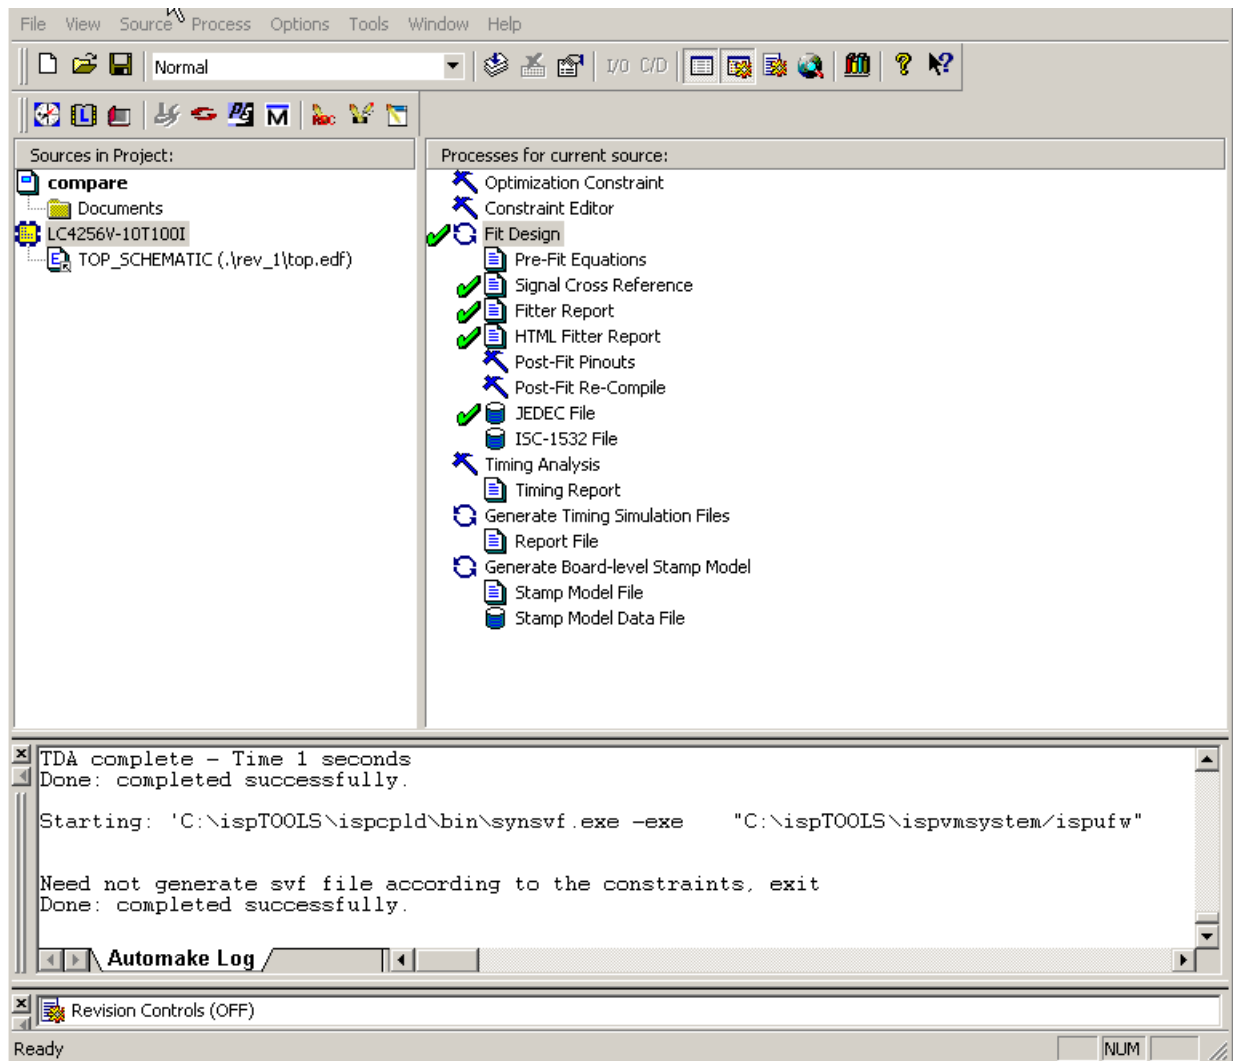 File View Source Process Options Tools Window Help
Normal
I/O C/D
Sources in Project:
compare
Documents
LC4256V-10T100I
TOP_SCHEMATIC (.\rev_1\top.edf)
Processes for current source:
Optimization Constraint
Constraint Editor
Fit Design
Pre-Fit Equations
Signal Cross Reference
Fitter Report
HTML Fitter Report
Post-Fit Pinouts
Post-Fit Re-Compile
JEDEC File
ISC-1532 File
Timing Analysis
Timing Report
Generate Timing Simulation Files
Report File
Generate Board-level Stamp Model
Stamp Model File
Stamp Model Data File
TDA complete - Time 1 seconds
Done: completed successfully.
Starting: 'C:\ispTOOLS\ispcpld\bin\synsvf.exe -exe "C:\ispTOOLS\ispvmsystem/ispufw"
Need not generate svf file according to the constraints, exit
Done: completed successfully.
Automake Log
Revision Controls (OFF)
Ready NUM